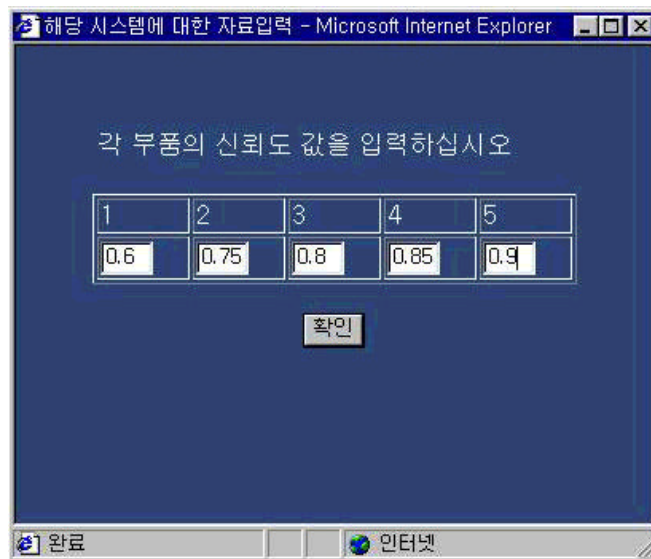 해당 시스템에 대한 자료입력 - Microsoft Internet Explorer
각 부품의 신뢰도 값을 입력하십시오
1 2 3 4 5
0.6 0.75 0.8 0.85 0.9
확인
완료 인터넷